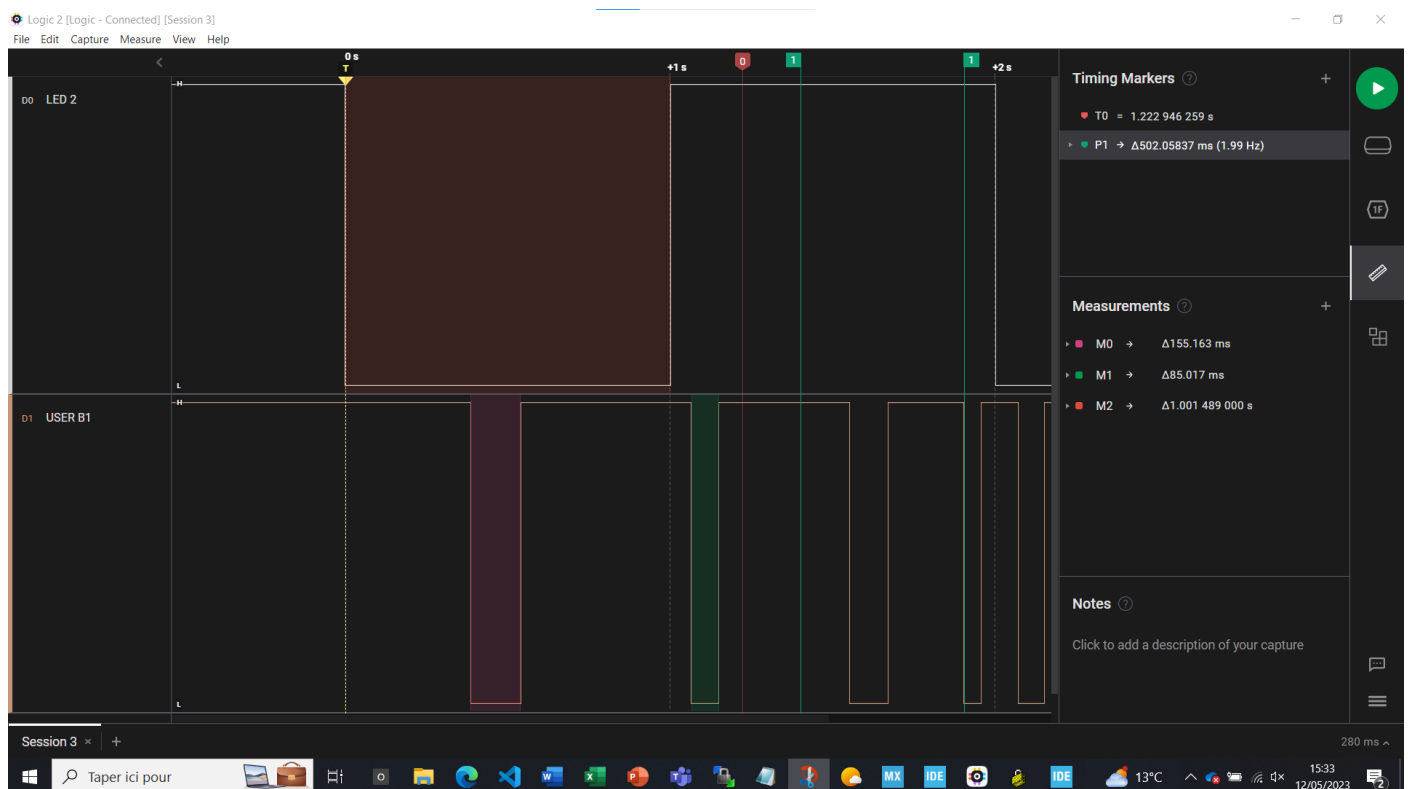 Logic 2 [Logic - Connected] [Session 3]
File Edit Capture Measure View Help
0 s
T
+1 s
0
1
1
+2 s
D0 LED 2
H
L
D1 USER B1
H
L
Timing Markers ? +
T0 = 1.222 946 259 s
P1 → Δ502.05837 ms (1.99 Hz)
Measurements ? +
M0 → Δ155.163 ms
M1 → Δ85.017 ms
M2 → Δ1.001 489 000 s
Notes ?
Click to add a description of your capture
1F
Session 3 × +
280 ms
Taper ici pour
MX
IDE
IDE
13°C
15:33
12/05/2023
2